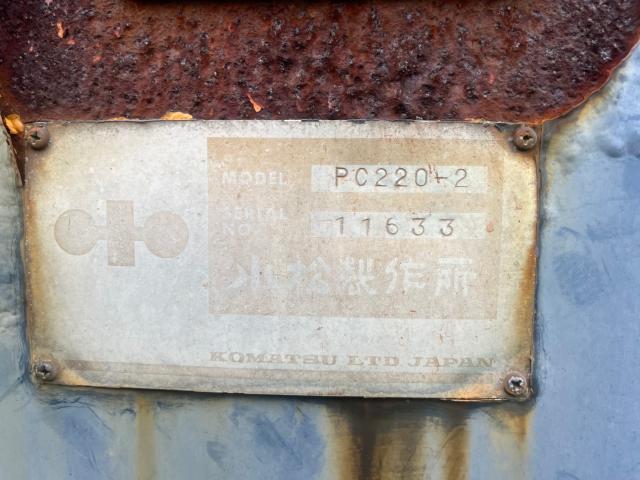 MODEL PC220-2
SERIAL NO. 11633
小松製作所
KOMATSU LTD JAPAN